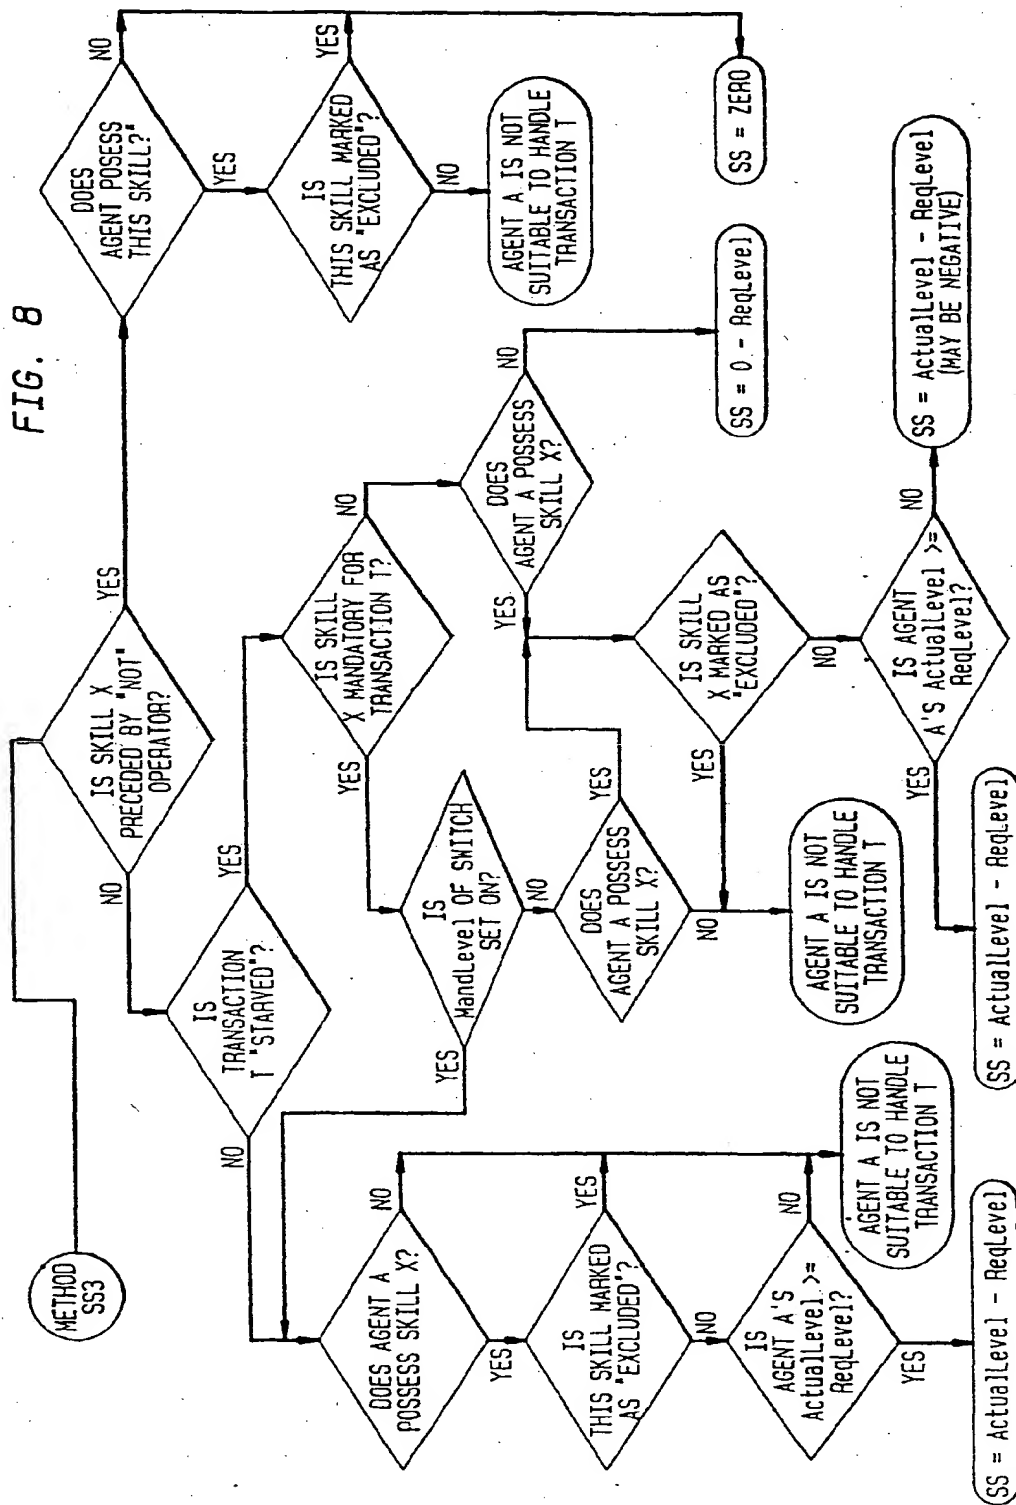 FIG. 8
METHOD
SS3
IS SKILL X
PRECEDED BY "NOT"
OPERATOR?
YES
NO
DOES
AGENT POSESS
THIS SKILL?"
NO
YES
IS
THIS SKILL MARKED
AS "EXCLUDED"?
YES
NO
AGENT A IS NOT
SUITABLE TO HANDLE
TRANSACTION T
SS = ZERO
IS
TRANSACTION
T "STARVED"?
YES
NO
IS SKILL
X MANDATORY FOR
TRANSACTION T?
NO
YES
DOES
AGENT A POSSESS
SKILL X?
NO
YES
SS = 0 - ReqLevel
IS
MandLevel OF SWITCH
SET ON?
YES
NO
DOES
AGENT A POSSESS
SKILL X?
YES
NO
IS SKILL
X MARKED AS
"EXCLUDED"?
YES
NO
AGENT A IS NOT
SUITABLE TO HANDLE
TRANSACTION T
IS AGENT
A'S ActualLevel >=
ReqLevel?
NO
YES
SS = ActualLevel - ReqLevel
(MAY BE NEGATIVE)
SS = ActualLevel - ReqLevel
DOES AGENT A
POSSESS SKILL X?
NO
YES
IS
THIS SKILL MARKED
AS "EXCLUDED"?
YES
NO
IS
AGENT A'S
ActualLevel >=
ReqLevel?
NO
YES
AGENT A IS NOT
SUITABLE TO HANDLE
TRANSACTION T
SS = ActualLevel - ReqLevel